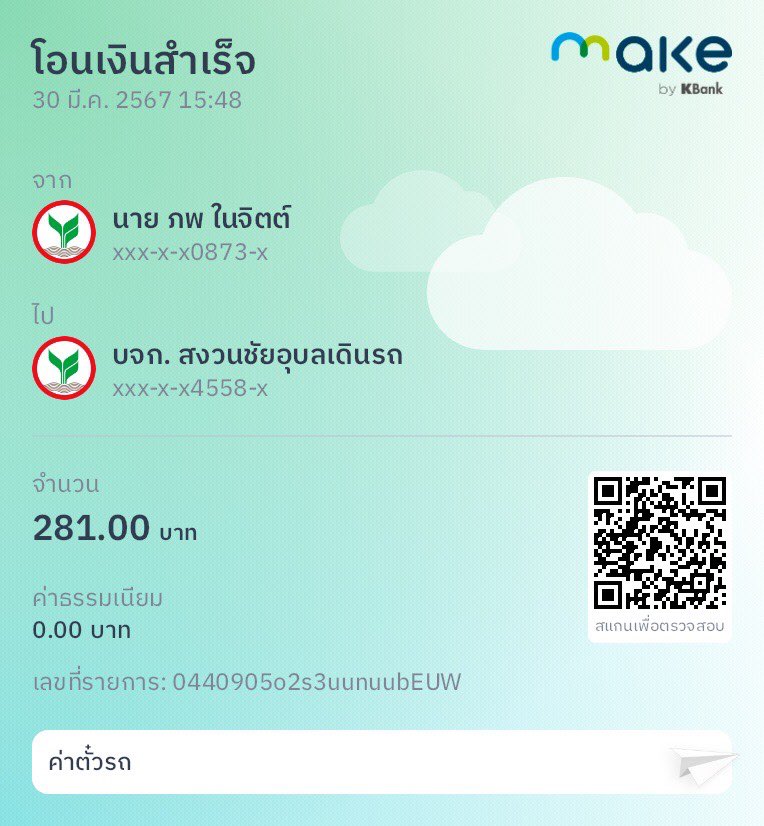 โอนเงินสำเร็จ
30 มี.ค. 2567 15:48
make
by KBank
จาก
นาย ภพ ในจิตต์
xxx-x-x0873-x
ไป
บจก. สงวนชัยอุบลเดินรถ
xxx-x-x4558-x
จำนวน
281.00 บาท
ค่าธรรมเนียม
0.00 บาท
สแกนเพื่อตรวจสอบ
เลขที่รายการ: 0440905o2s3uunuubEUW
ค่าตั๋วรถ